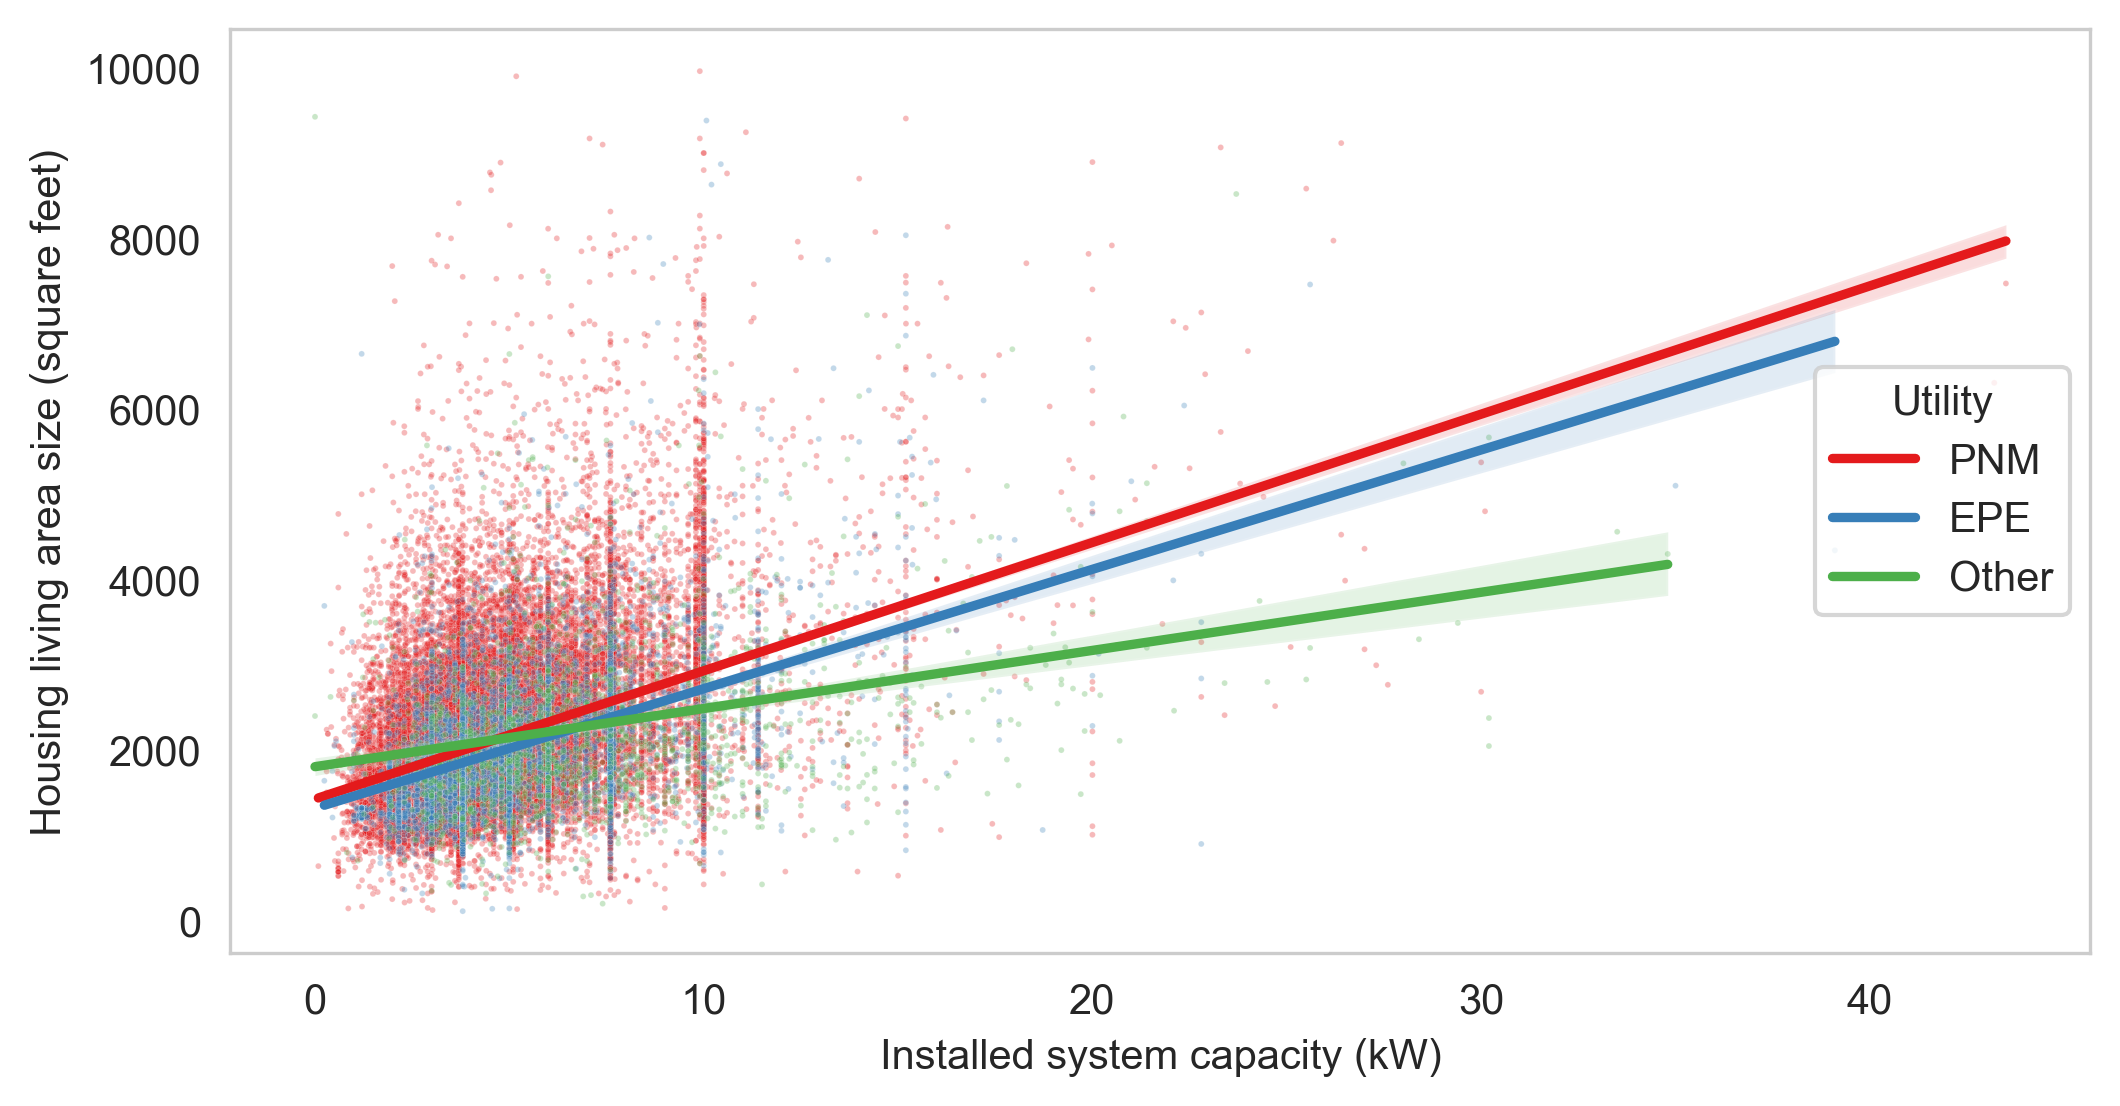 Housing living area size (square feet)
10000
8000
6000
4000
2000
0
Utility
PNM
EPE
Other
0 10 20 30 40
Installed system capacity (kW)